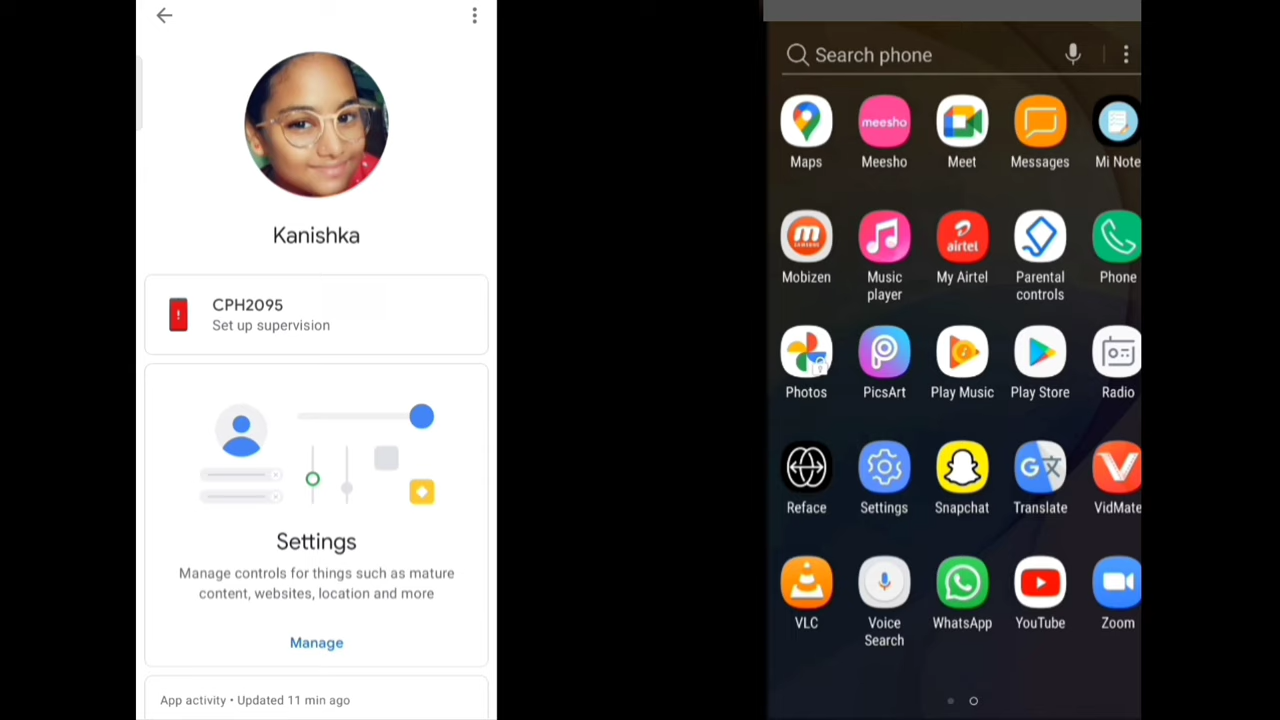 Kanishka
CPH2095
Set up supervision
Settings
Manage controls for things such as mature
content, websites, location and more
Manage
App activity • Updated 11 min ago
Search phone
meesho
Maps
Meesho
Meet
Messages
Mi Note
airtel
Mobizen
Music
player
My Airtel
Parental
controls
Phone
Photos
PicsArt
Play Music
Play Store
Radio
Reface
Settings
Snapchat
Translate
VidMate
VLC
Voice
Search
WhatsApp
YouTube
Zoom